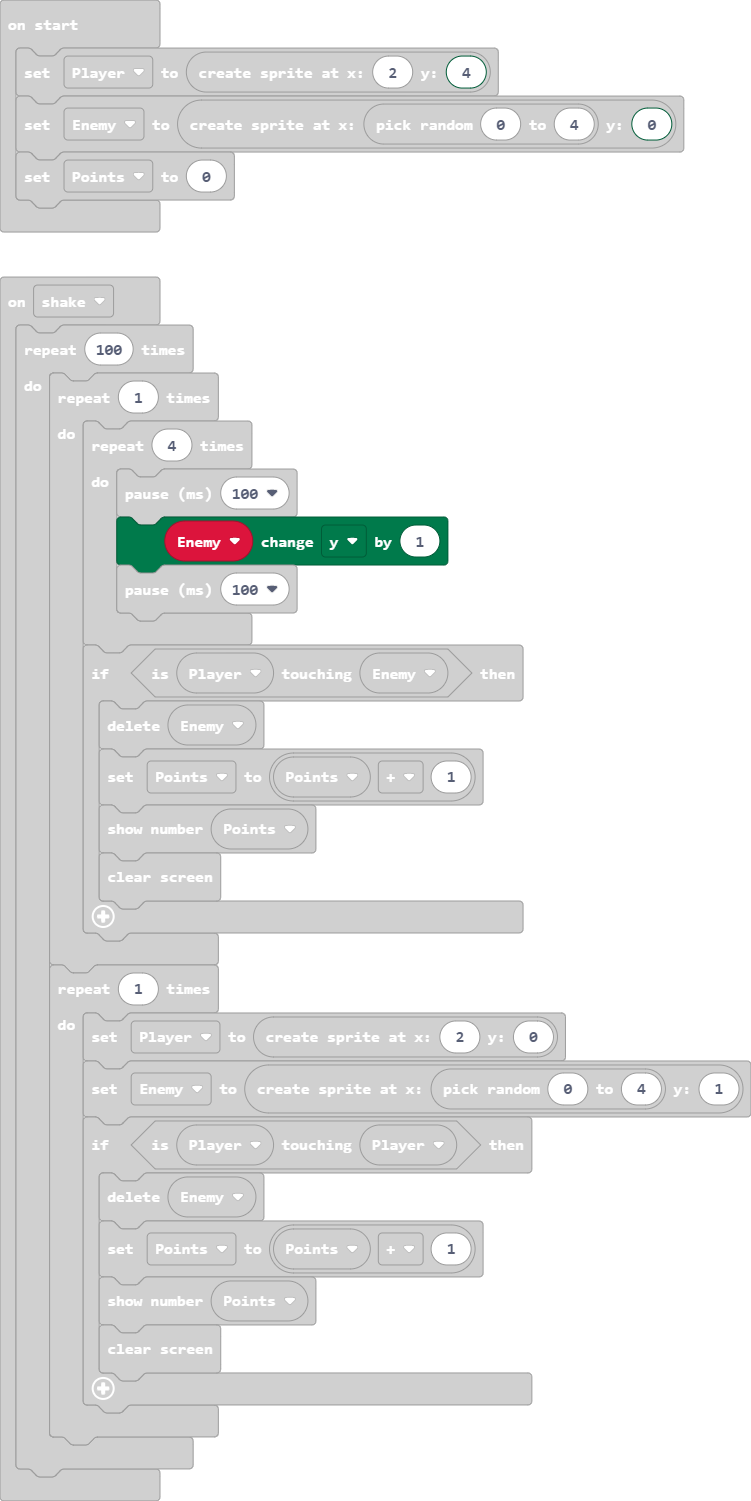 on start
set Player to create sprite at x: 2 y: 4
set Enemy to create sprite at x: pick random 0 to 4 y: 0
set Points to 0
on shake
repeat 100 times
do
repeat 1 times
do
repeat 4 times
do
pause (ms) 100
Enemy change y by 1
pause (ms) 100
if is Player touching Enemy then
delete Enemy
set Points to Points + 1
show number Points
clear screen
repeat 1 times
do
set Player to create sprite at x: 2 y: 0
set Enemy to create sprite at x: pick random 0 to 4 y: 1
if is Player touching Player then
delete Enemy
set Points to Points + 1
show number Points
clear screen